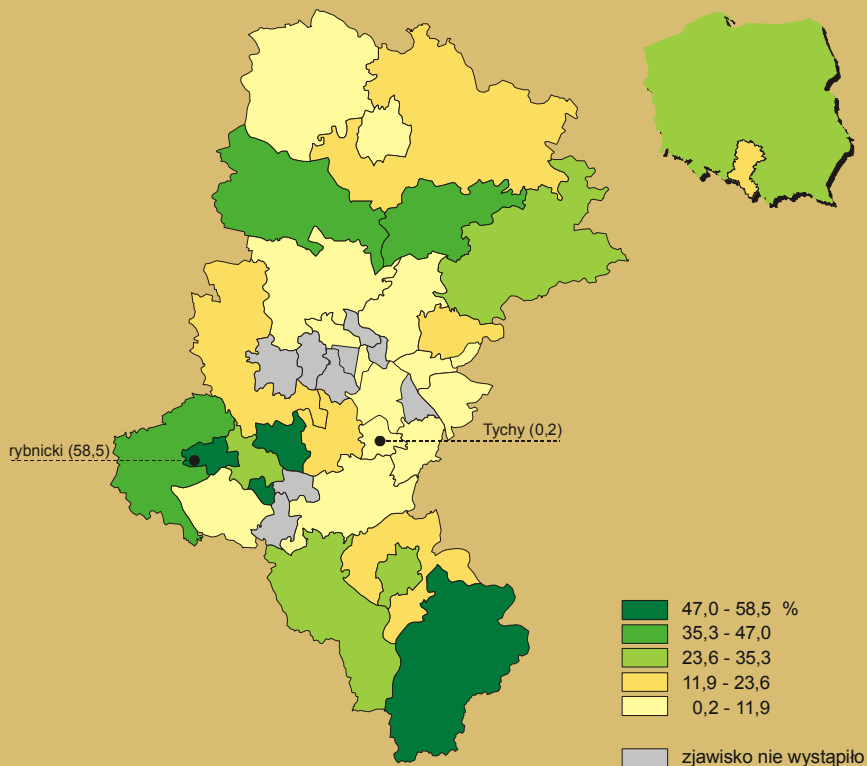 Tychy (0,2)
rybnicki (58,5)
47,0 - 58,5 %
35,3 - 47,0
23,6 - 35,3
11,9 - 23,6
0,2 - 11,9
zjawisko nie wystąpiło